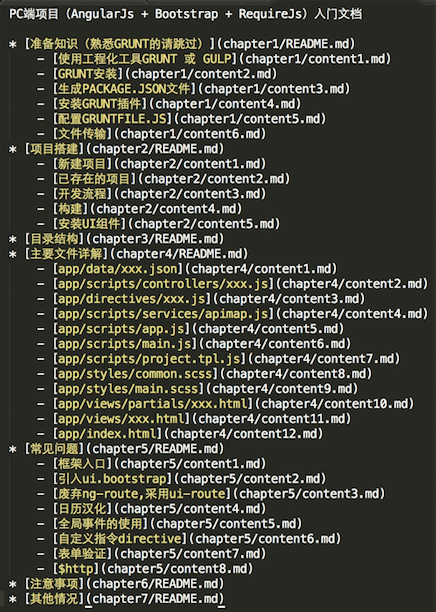 PC端项目（AngularJs + Bootstrap + RequireJs）入门文档
* [准备知识（熟悉GRUNT的请跳过）](chapter1/README.md)
- [使用工程化工具GRUNT 或 GULP](chapter1/content1.md)
- [GRUNT安装](chapter1/content2.md)
- [生成PACKAGE.JSON文件](chapter1/content3.md)
- [安装GRUNT插件](chapter1/content4.md)
- [配置GRUNTFILE.JS](chapter1/content5.md)
- [文件传输](chapter1/content6.md)
* [项目搭建](chapter2/README.md)
- [新建项目](chapter2/content1.md)
- [已存在的项目](chapter2/content2.md)
- [开发流程](chapter2/content3.md)
- [构建](chapter2/content4.md)
- [安装UI组件](chapter2/content5.md)
* [目录结构](chapter3/README.md)
* [主要文件详解](chapter4/README.md)
- [app/data/xxx.json](chapter4/content1.md)
- [app/scripts/controllers/xxx.js](chapter4/content2.md)
- [app/directives/xxx.js](chapter4/content3.md)
- [app/scripts/services/apimap.js](chapter4/content4.md)
- [app/scripts/app.js](chapter4/content5.md)
- [app/scripts/main.js](chapter4/content6.md)
- [app/scripts/project.tpl.js](chapter4/content7.md)
- [app/styles/common.scss](chapter4/content8.md)
- [app/styles/main.scss](chapter4/content9.md)
- [app/views/partials/xxx.html](chapter4/content10.md)
- [app/views/xxx.html](chapter4/content11.md)
- [app/index.html](chapter4/content12.md)
* [常见问题](chapter5/README.md)
- [框架入口](chapter5/content1.md)
- [引入ui.bootstrap](chapter5/content2.md)
- [废弃ng-route,采用ui-route](chapter5/content3.md)
- [日历汉化](chapter5/content4.md)
- [全局事件的使用](chapter5/content5.md)
- [自定义指令directive](chapter5/content6.md)
- [表单验证](chapter5/content7.md)
- [$http](chapter5/content8.md)
* [注意事项](chapter6/README.md)
* [其他情况](chapter7/README.md)